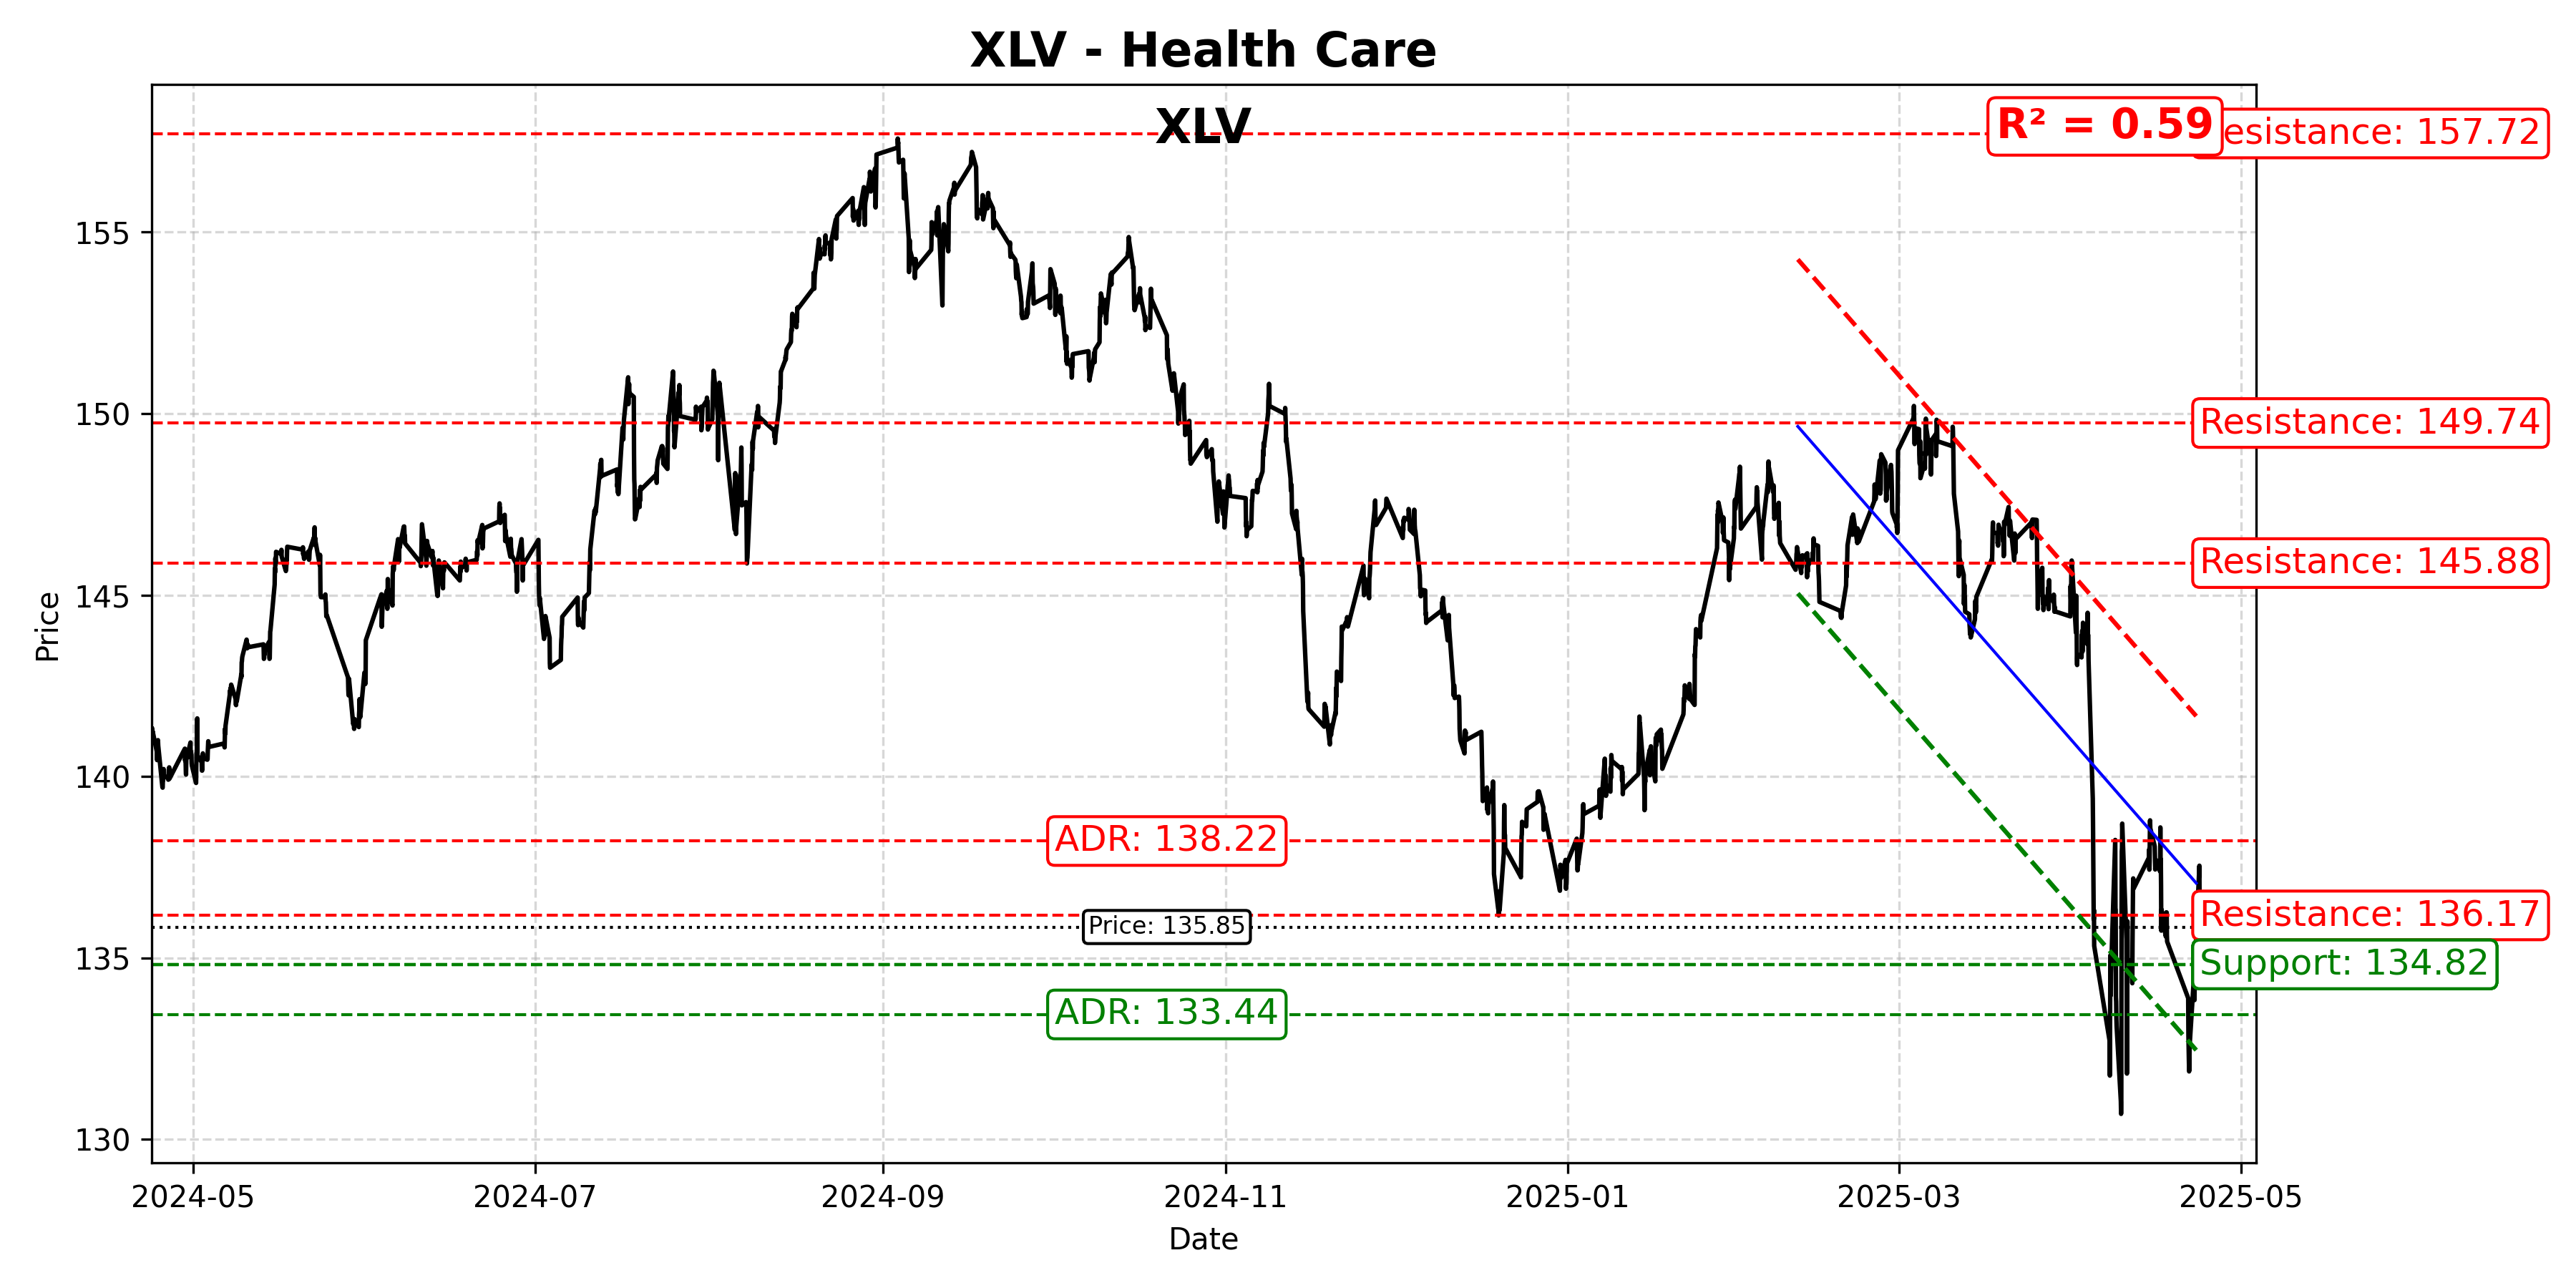 XLV - Health Care
XLV
R² = 0.59
esistance: 157.72
155
150
Resistance: 149.74
Resistance: 145.88
145
Price
140
ADR: 138.22
Resistance: 136.17
Price: 135.85
135
Support: 134.82
ADR: 133.44
130
2024-05
2024-07
2024-09
2024-11
2025-01
2025-03
2025-05
Date